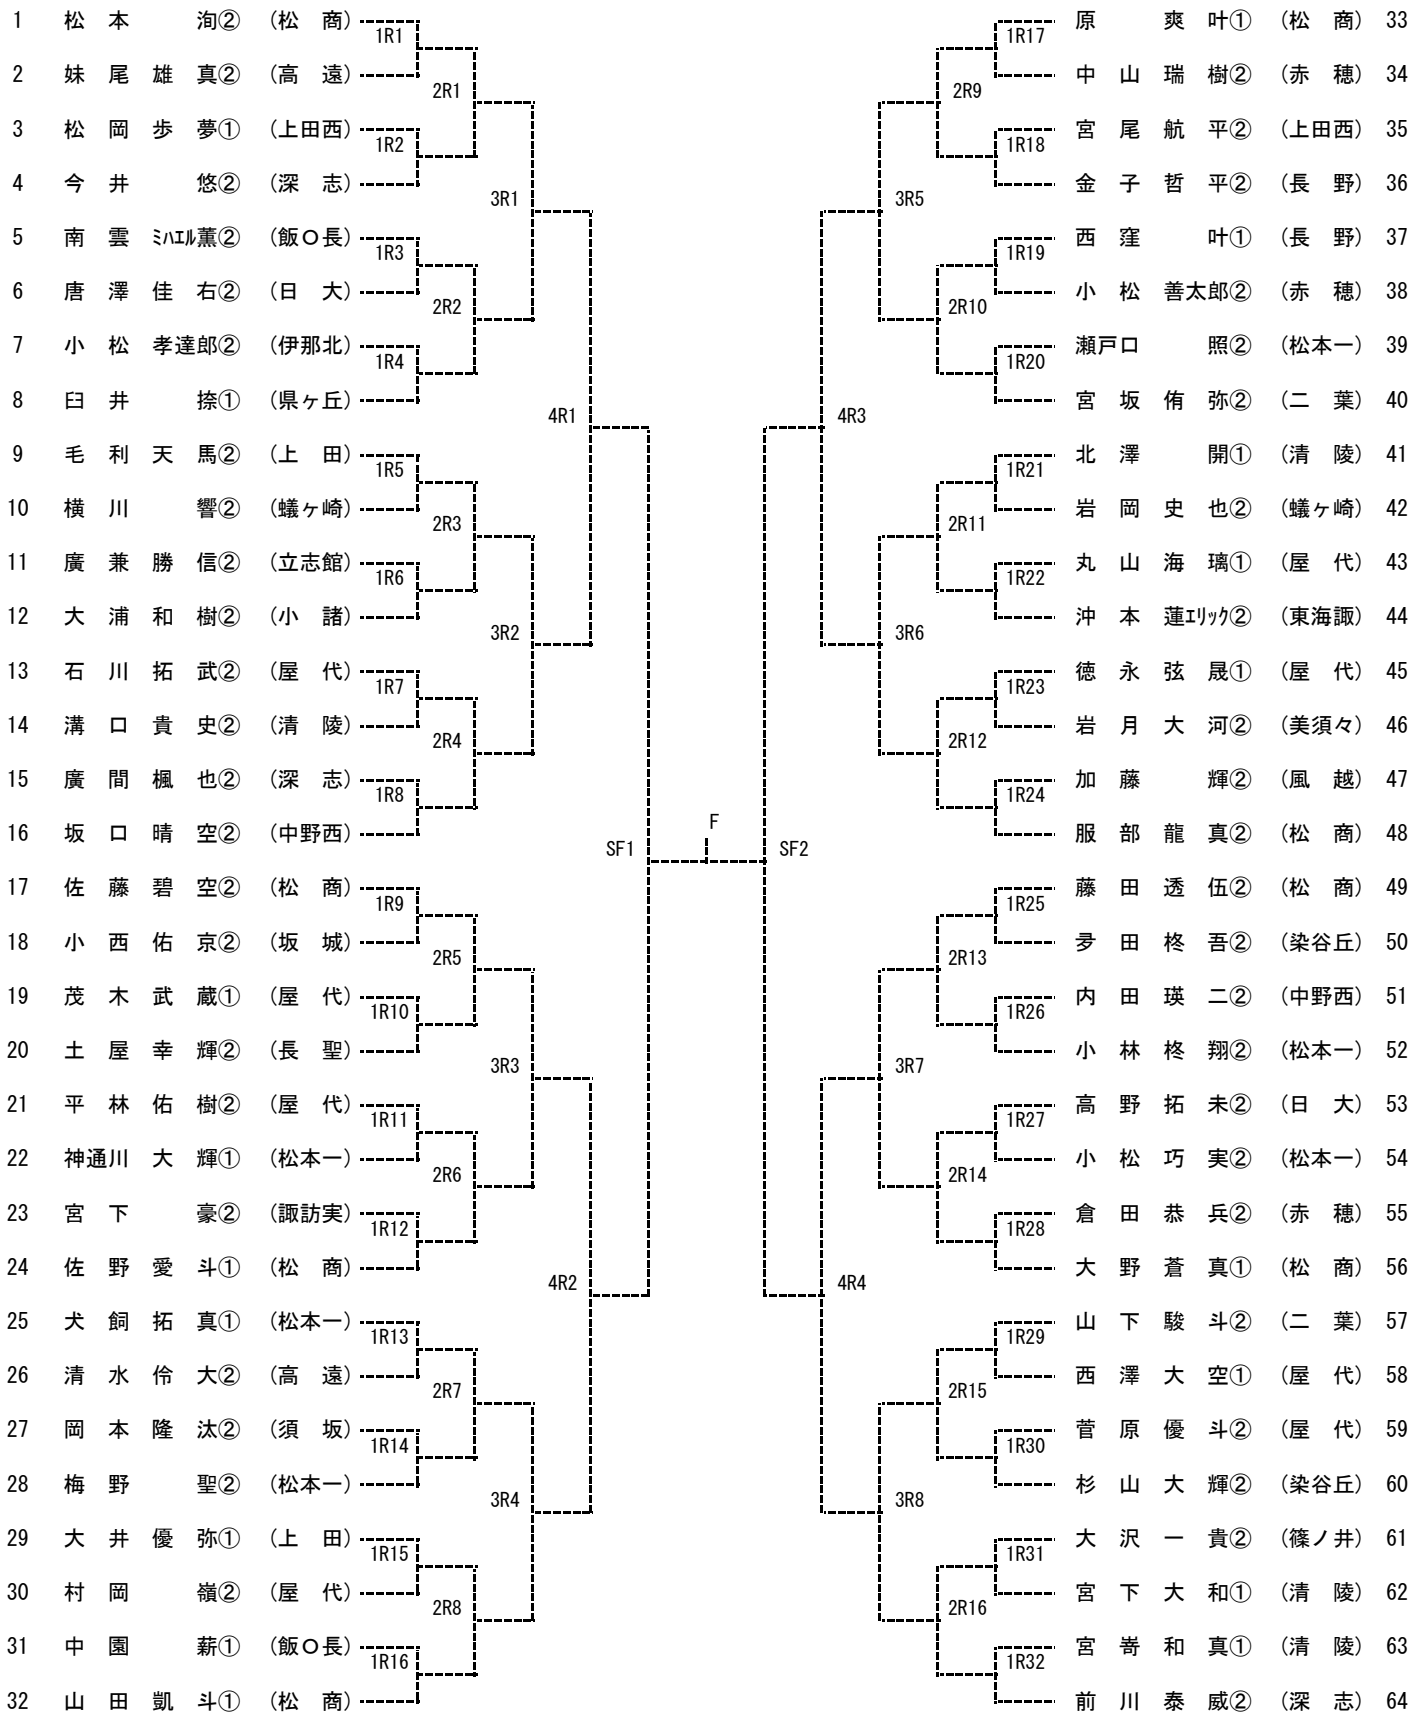 1 松本 洵② (松 商) 1R1 1R17 原 爽叶① (松 商) 33
2 妹尾雄真② (高 遠) 2R1 2R9 中山瑞樹② (赤 穂) 34
3 松岡歩夢① (上田西) 1R2 1R18 宮尾航平② (上田西) 35
4 今井 悠② (深 志) 3R1 3R5 金子哲平② (長 野) 36
5 南雲ﾐﾊｴﾙ薫② (飯O長) 1R3 1R19 西窪 叶① (長 野) 37
6 唐澤佳右② (日 大) 2R2 2R10 小松善太郎② (赤 穂) 38
7 小松孝達郎② (伊那北) 1R4 1R20 瀬戸口 照② (松本一) 39
8 臼井 捺① (県ヶ丘) 4R1 4R3 宮坂侑弥② (二 葉) 40
9 毛利天馬② (上 田) 1R5 1R21 北澤 開① (清 陵) 41
10 横川 響② (蟻ヶ崎) 2R3 2R11 岩岡史也② (蟻ヶ崎) 42
11 廣兼勝信② (立志館) 1R6 1R22 丸山海璃① (屋 代) 43
12 大浦和樹② (小 諸) 3R2 3R6 沖本蓮ｴﾘｯｸ② (東海諏) 44
13 石川拓武② (屋 代) 1R7 1R23 徳永弦晟① (屋 代) 45
14 溝口貴史② (清 陵) 2R4 2R12 岩月大河② (美須々) 46
15 廣間楓也② (深 志) 1R8 1R24 加藤 輝② (風 越) 47
16 坂口晴空② (中野西) SF1 F SF2 服部龍真② (松 商) 48
17 佐藤碧空② (松 商) 1R9 1R25 藤田透伍② (松 商) 49
18 小西佑京② (坂 城) 2R5 2R13 田柊吾② (染谷丘) 50
19 茂木武蔵① (屋 代) 1R10 1R26 内田瑛二② (中野西) 51
20 土屋幸輝② (長 聖) 3R3 3R7 小林柊翔② (松本一) 52
21 平林佑樹② (屋 代) 1R11 1R27 高野拓未② (日 大) 53
22 神通川大輝① (松本一) 2R6 2R14 小松巧実② (松本一) 54
23 宮下 豪② (諏訪実) 1R12 1R28 倉田恭兵② (赤 穂) 55
24 佐野愛斗① (松 商) 4R2 4R4 大野蒼真① (松 商) 56
25 犬飼拓真① (松本一) 1R13 1R29 山下駿斗② (二 葉) 57
26 清水伶大② (高 遠) 2R7 2R15 西澤大空① (屋 代) 58
27 岡本隆汰② (須 坂) 1R14 1R30 菅原優斗② (屋 代) 59
28 梅野 聖② (松本一) 3R4 3R8 杉山大輝② (染谷丘) 60
29 大井優弥① (上 田) 1R15 1R31 大沢一貴② (篠ノ井) 61
30 村岡 嶺② (屋 代) 2R8 2R16 宮下大和① (清 陵) 62
31 中園 薪① (飯O長) 1R16 1R32 宮嵜和真① (清 陵) 63
32 山田凱斗① (松 商) 前川泰威② (深 志) 64